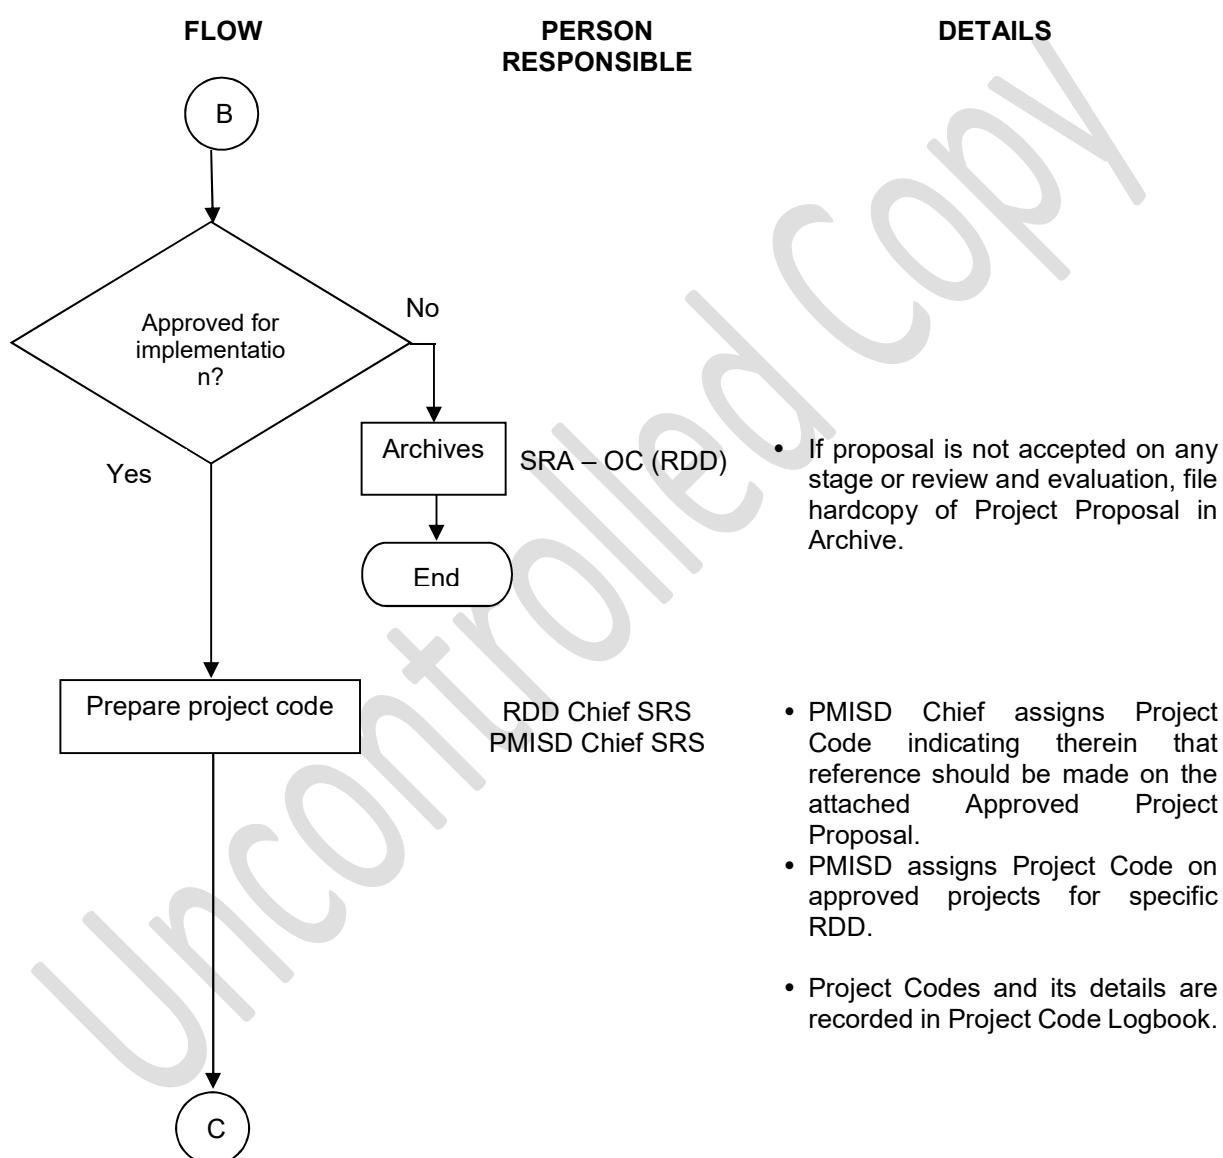 FLOW
PERSON
RESPONSIBLE
DETAILS
B
Approved for
implementatio
n?
No
Yes
Archives
SRA – OC (RDD)
• If proposal is not accepted on any
stage or review and evaluation, file
hardcopy of Project Proposal in
Archive.
End
Prepare project code
RDD Chief SRS
PMISD Chief SRS
• PMISD Chief assigns Project
Code indicating therein that
reference should be made on the
attached Approved Project
Proposal.
• PMISD assigns Project Code on
approved projects for specific
RDD.
• Project Codes and its details are
recorded in Project Code Logbook.
C
Uncontrolled Copy